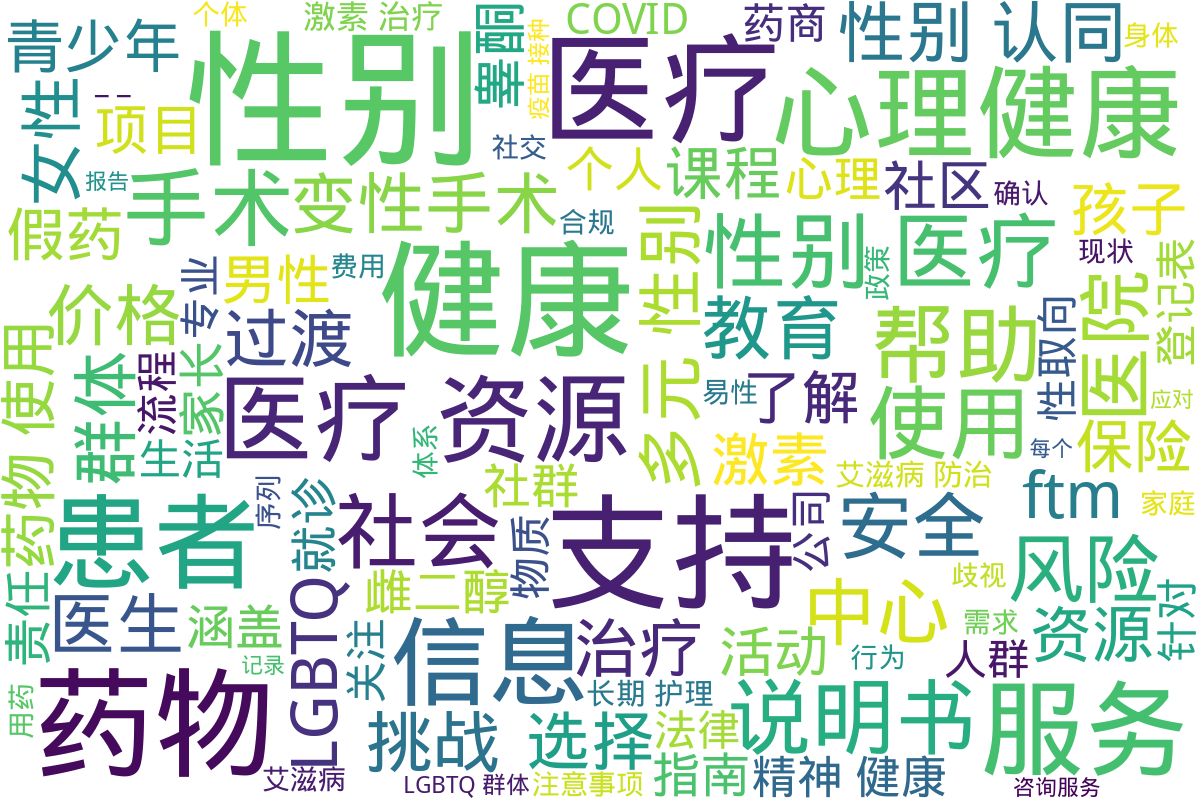 个体
激素 治疗
COVID
药商
性别 认同
身体
青少年
性别
睾酮
疫苗 接种
医疗
心理健康
女性
--
项目
社交
个人
课程
心理
社区
确认
孩子
报告
手术
变性手术
合规
假药
健康
多元 性别
性别 医疗
政策
现状
登记表
专业
男性
费用
价格
过渡
教育
帮助
性取向
医院
药物 使用
群体
流程
家长
医疗 资源
易性
了解
使用
应对
生活
体系
激素
每个
保险
艾滋病 防治
序列
就诊
社会
社群
支持
公司
安全
ftm
家庭
患者
物质
风险
责任
医生
涵盖
LGBTQ
雌二醇
中心
歧视
需求
资源
针对
关注
信息
治疗
活动
行为
人群
记录
用药
药物
长期 护理
说明书
服务
挑战
选择
法律
指南
精神 健康
艾滋病
LGBTQ 群体
注意事项
咨询服务